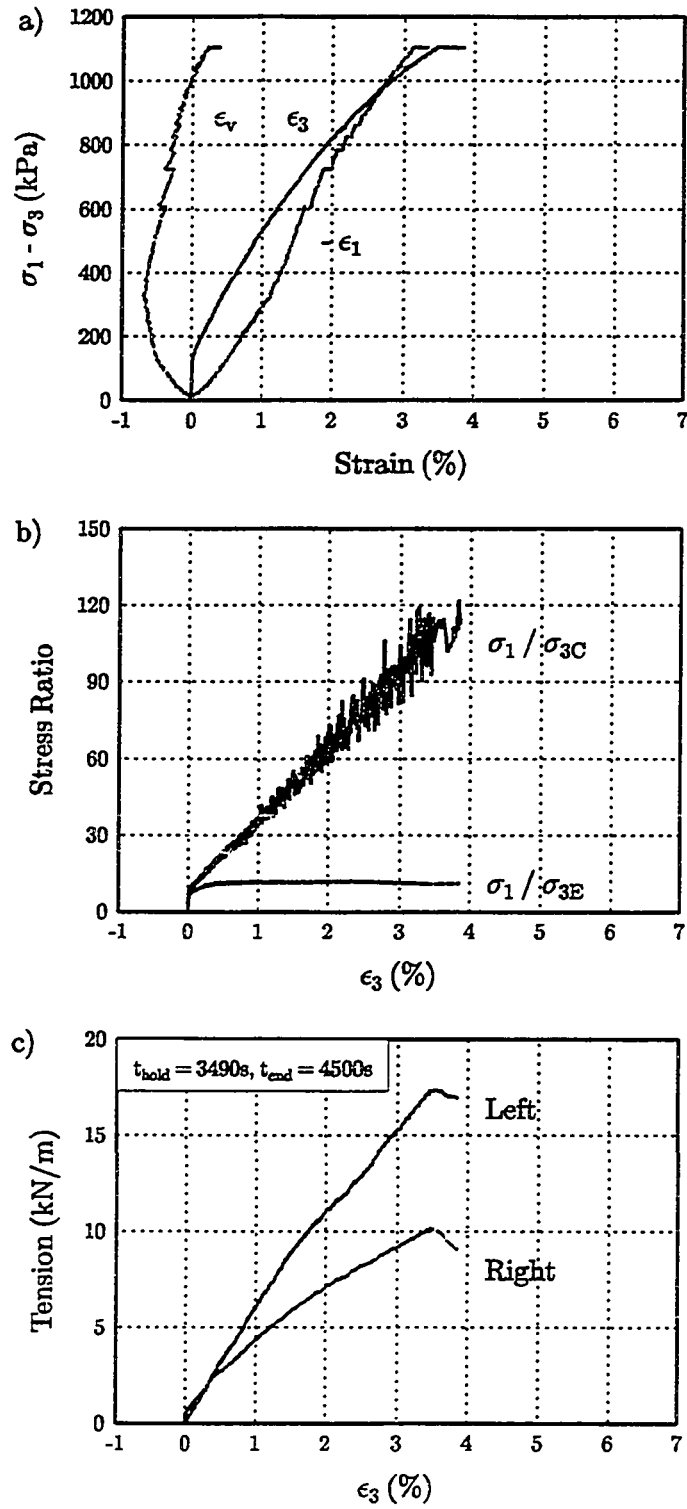 a)
1200
1000
800
600
400
200
0
σ₁ - σ₃ (kPa)
ϵᵥ
ϵ₃
-ϵ₁
-1 0 1 2 3 4 5 6 7
Strain (%)
b)
150
120
90
60
30
0
Stress Ratio
σ₁ / σ₃C
σ₁ / σ₃E
-1 0 1 2 3 4 5 6 7
ϵ₃ (%)
c)
20
15
10
5
0
Tension (kN/m)
t_hold = 3490s, t_end = 4500s
Left
Right
-1 0 1 2 3 4 5 6 7
ϵ₃ (%)